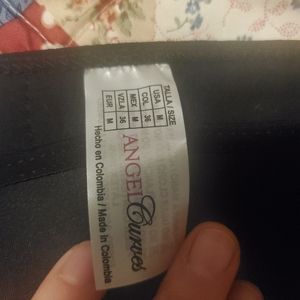 TALLA / SIZE
USA M
COL 36
MEX M
VZLA 36
EUR M
ANGEL Curves
Hecho en Colombia / Made in Colombia